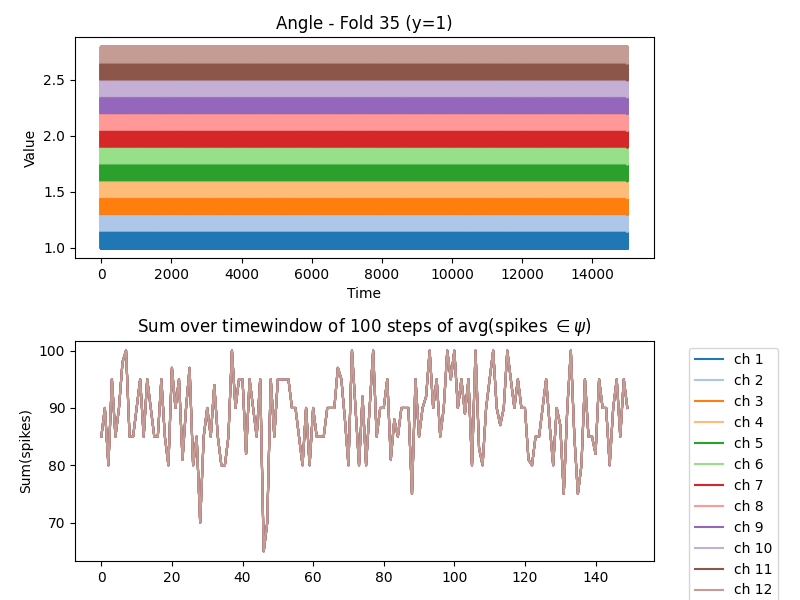 Angle - Fold 35 (y=1)
Value
2.5
2.0
1.5
1.0
0 2000 4000 6000 8000 10000 12000 14000
Time
Sum over timewindow of 100 steps of avg(spikes ∈ ψ)
Sum(spikes)
100
90
80
70
0 20 40 60 80 100 120 140
ch 1
ch 2
ch 3
ch 4
ch 5
ch 6
ch 7
ch 8
ch 9
ch 10
ch 11
ch 12